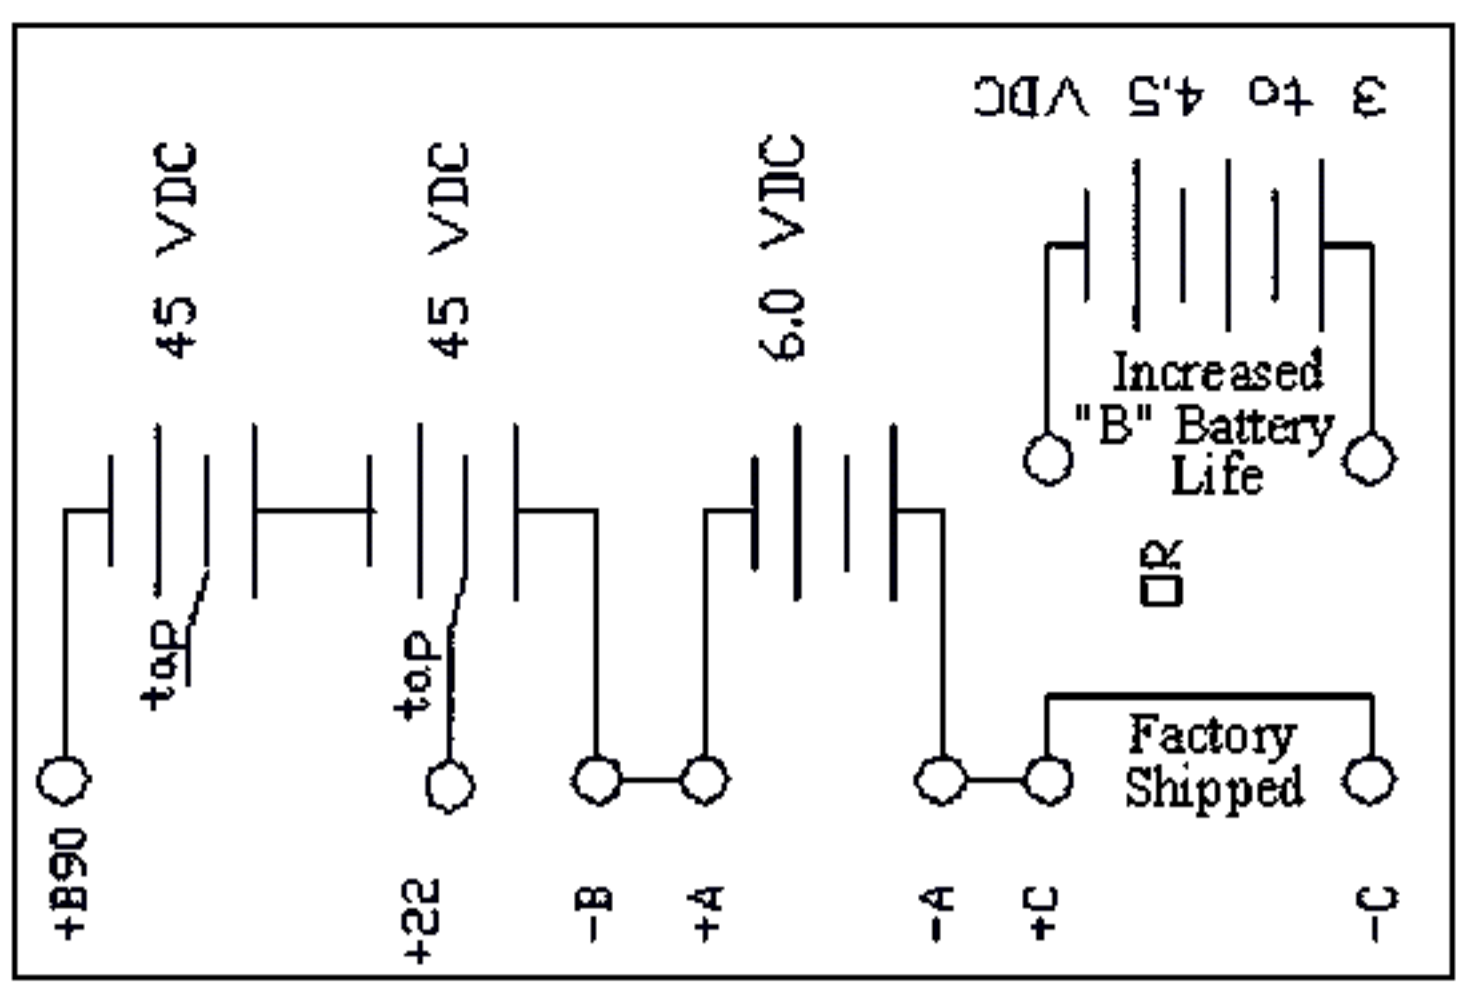 3 to 4.5 VDC
45 VDC
45 VDC
6.0 VDC
Increased
"B" Battery
Life
OR
tap
tap
Factory
Shipped
+B90
+22
-B
+A
-A
+C
-C